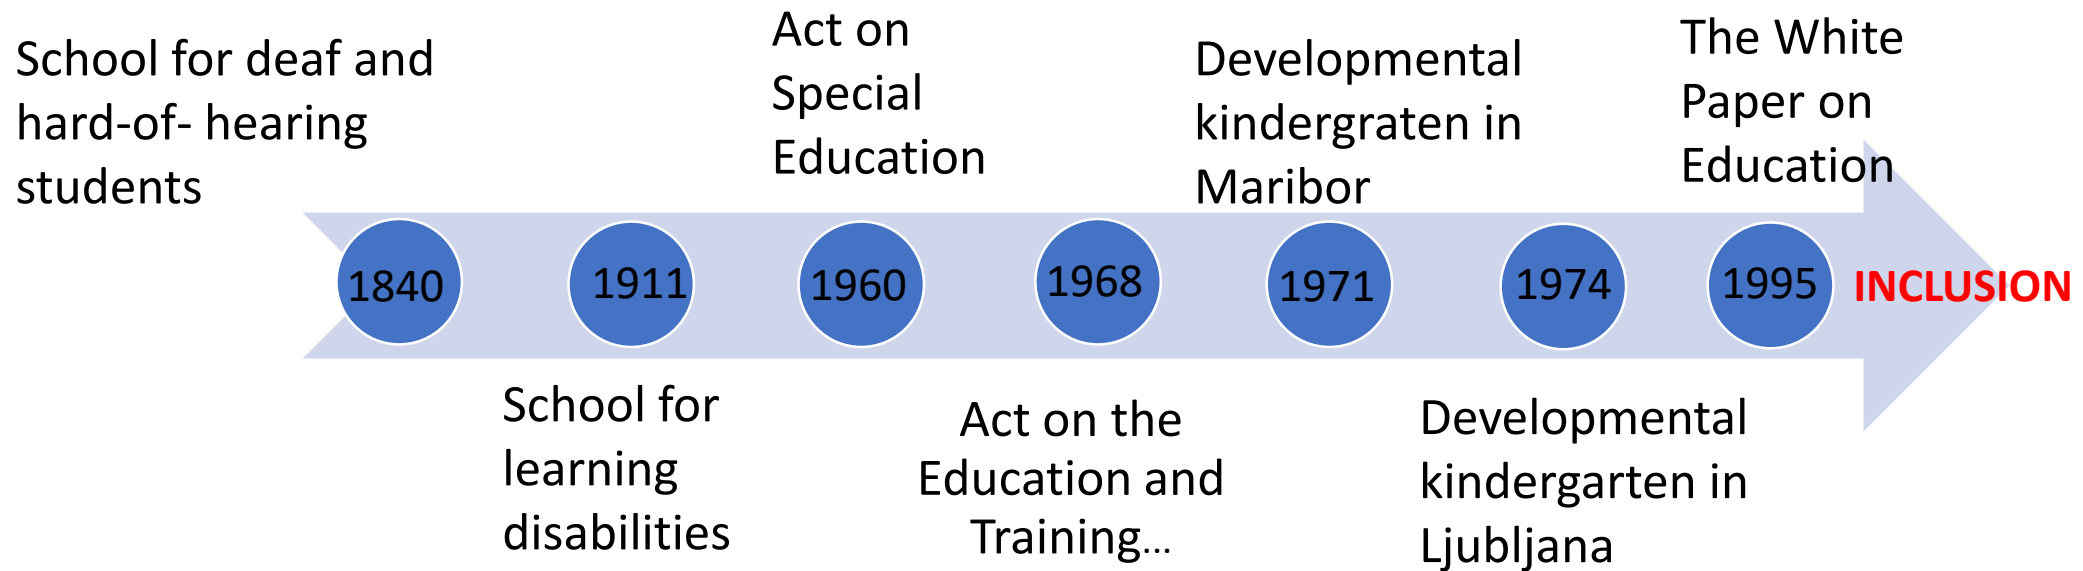 School for deaf and
hard-of- hearing
students
Act on
Special
Education
Developmental
kindergraten in
Maribor
The White
Paper on
Education
1840
1911
1960
1968
1971
1974
1995
INCLUSION
School for
learning
disabilities
Act on the
Education and
Training...
Developmental
kindergarten in
Ljubljana